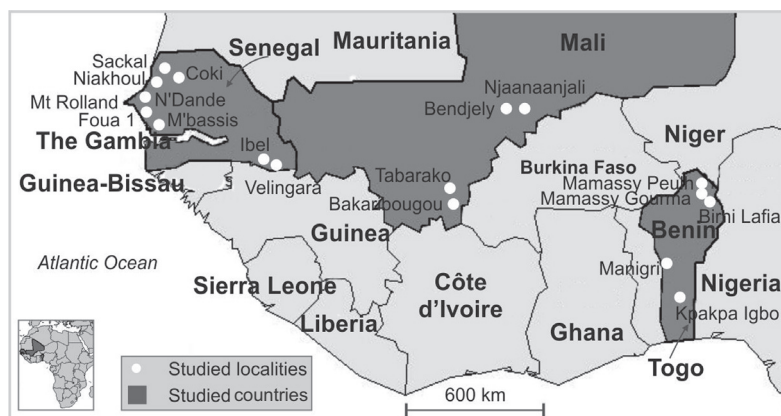 Mauritania
Mali
Sackal
Senegal
Niakhoul
Coki
Mt Rolland
N'Dande
Foua 1
M'bassis
The Gambia
Ibel
Velingara
Guinea-Bissau
Njaanaanjali
Bendjely
Niger
Tabarako
Bakarbougou
Burkina Faso
Mamassy Peulh
Mamassy Gourma
Birni Lafia
Benin
Guinea
Atlantic Ocean
Sierra Leone
Liberia
Côte
d'Ivoire
Ghana
Manigri
Nigeria
Kpakpa Igbo
Togo
Studied localities
Studied countries
600 km